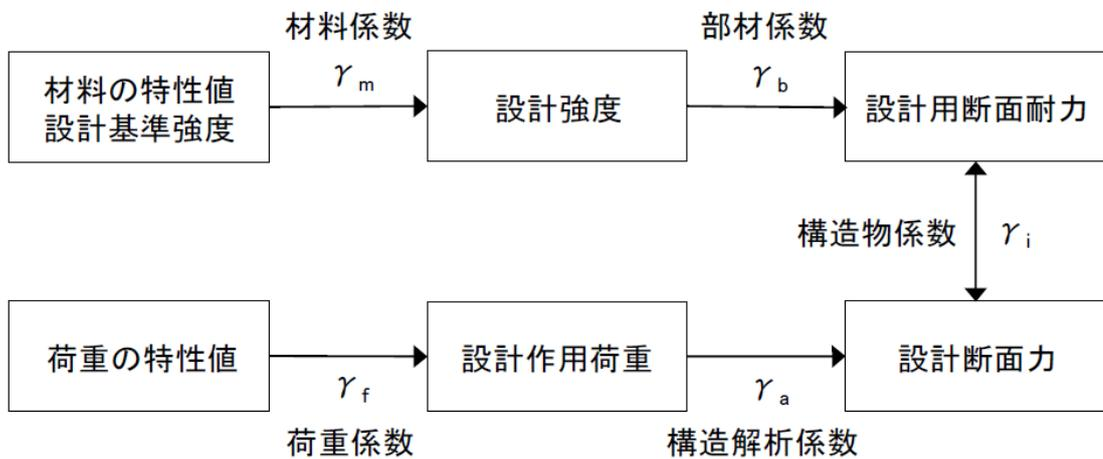 材料係数
部材係数
γm
γb
材料の特性値
設計基準強度
設計強度
設計用断面耐力
構造物係数
γi
荷重の特性値
設計作用荷重
設計断面力
γf
γa
荷重係数
構造解析係数